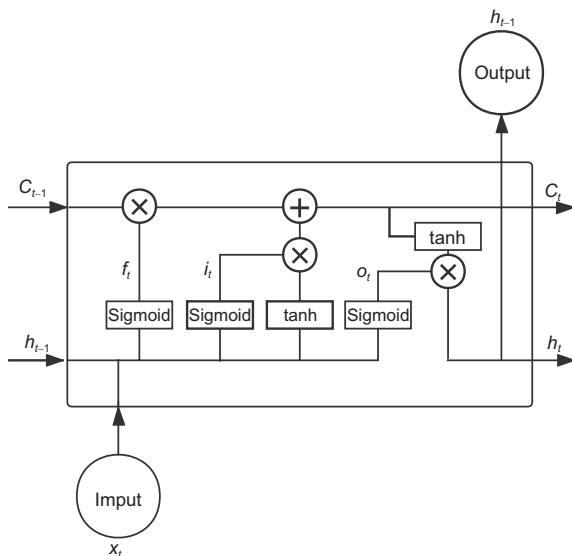 h_{t–1}
Output
C_{t–1}
C_t
tanh
f_t
i_t
o_t
Sigmoid Sigmoid tanh Sigmoid
h_{t–1}
h_t
Imput
x_t